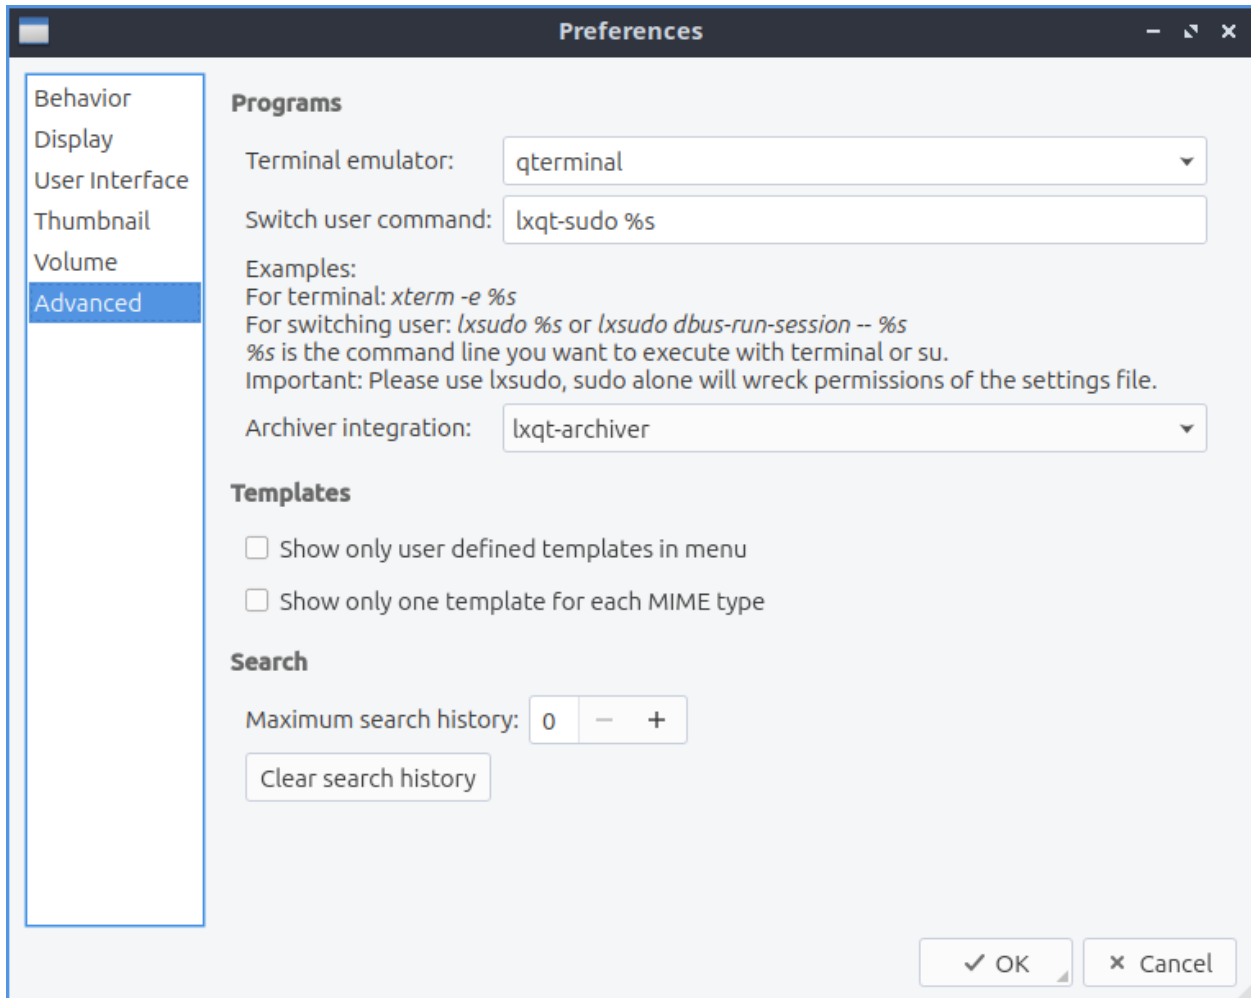 Preferences
Behavior
Display
User Interface
Thumbnail
Volume
Advanced
Programs
Terminal emulator: qterminal
Switch user command: lxqt-sudo %s
Examples:
For terminal: xterm -e %s
For switching user: lxsudo %s or lxsudo dbus-run-session -- %s
%s is the command line you want to execute with terminal or su.
Important: Please use lxsudo, sudo alone will wreck permissions of the settings file.
Archiver integration: lxqt-archiver
Templates
Show only user defined templates in menu
Show only one template for each MIME type
Search
Maximum search history: 0 − +
Clear search history
OK Cancel